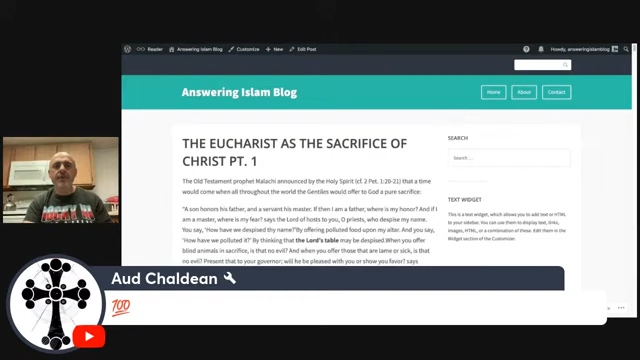 Reader Answering Islam Blog Customize New Edit Post Howdy, answeringislamblog
Answering Islam Blog
Home About Contact
THE EUCHARIST AS THE SACRIFICE OF
CHRIST PT. 1
The Old Testament prophet Malachi announced by the Holy Spirit (cf. 2 Pet. 1:20-21) that a time
would come when all throughout the world the Gentiles would offer to God a pure sacrifice:
"A son honors his father, and a servant his master. If then I am a father, where is my honor? And if I
am a master, where is my fear? says the Lord of hosts to you, O priests, who despise my name.
You say, 'How have we despised thy name?' By offering polluted food upon my altar. And you say,
'How have we polluted it?' By thinking that the Lord's table may be despised. When you offer
blind animals in sacrifice, is that no evil? And when you offer those that are lame or sick, is that
no evil? Present that to your governor; will he be pleased with you or show you favor? says
SEARCH
Search ...
TEXT WIDGET
This is a text widget, which allows you to add text or HTML
to your sidebar. You can use them to display text, links,
images, HTML, or a combination of these. Edit them in the
Widget section of the Customizer.
Aud Chaldean
💯